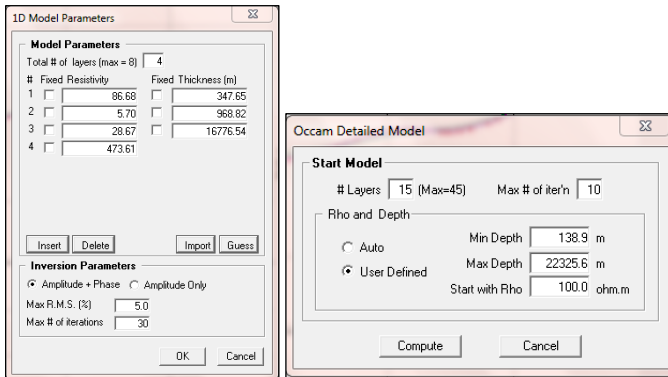 1D Model Parameters
Model Parameters
Total # of layers (max = 8) 4
# Fixed Resistivity Fixed Thickness (m)
1 86.68 347.65
2 5.70 968.82
3 28.67 16776.54
4 473.61
Insert Delete Import Guess
Inversion Parameters
Amplitude + Phase Amplitude Only
Max R.M.S. (%) 5.0
Max # of iterations 30
OK Cancel
Occam Detailed Model
Start Model
# Layers 15 (Max=45) Max # of iter'n 10
Rho and Depth
Auto
User Defined
Min Depth 138.9 m
Max Depth 22325.6 m
Start with Rho 100.0 ohm.m
Compute Cancel